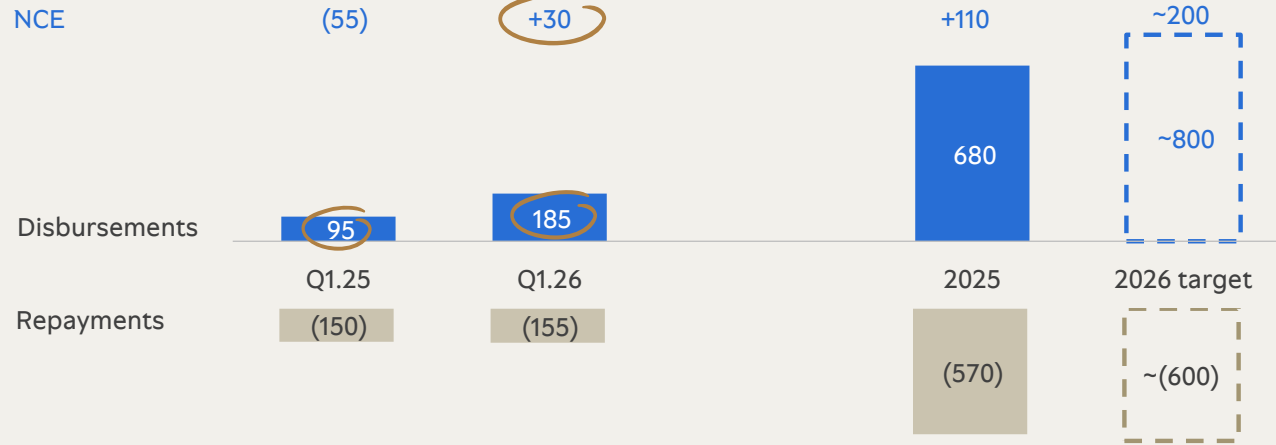 NCE (55) +30 +110 ~200
680 ~800
Disbursements 95 185
Q1.25 Q1.26 2025 2026 target
Repayments (150) (155)
(570) ~(600)